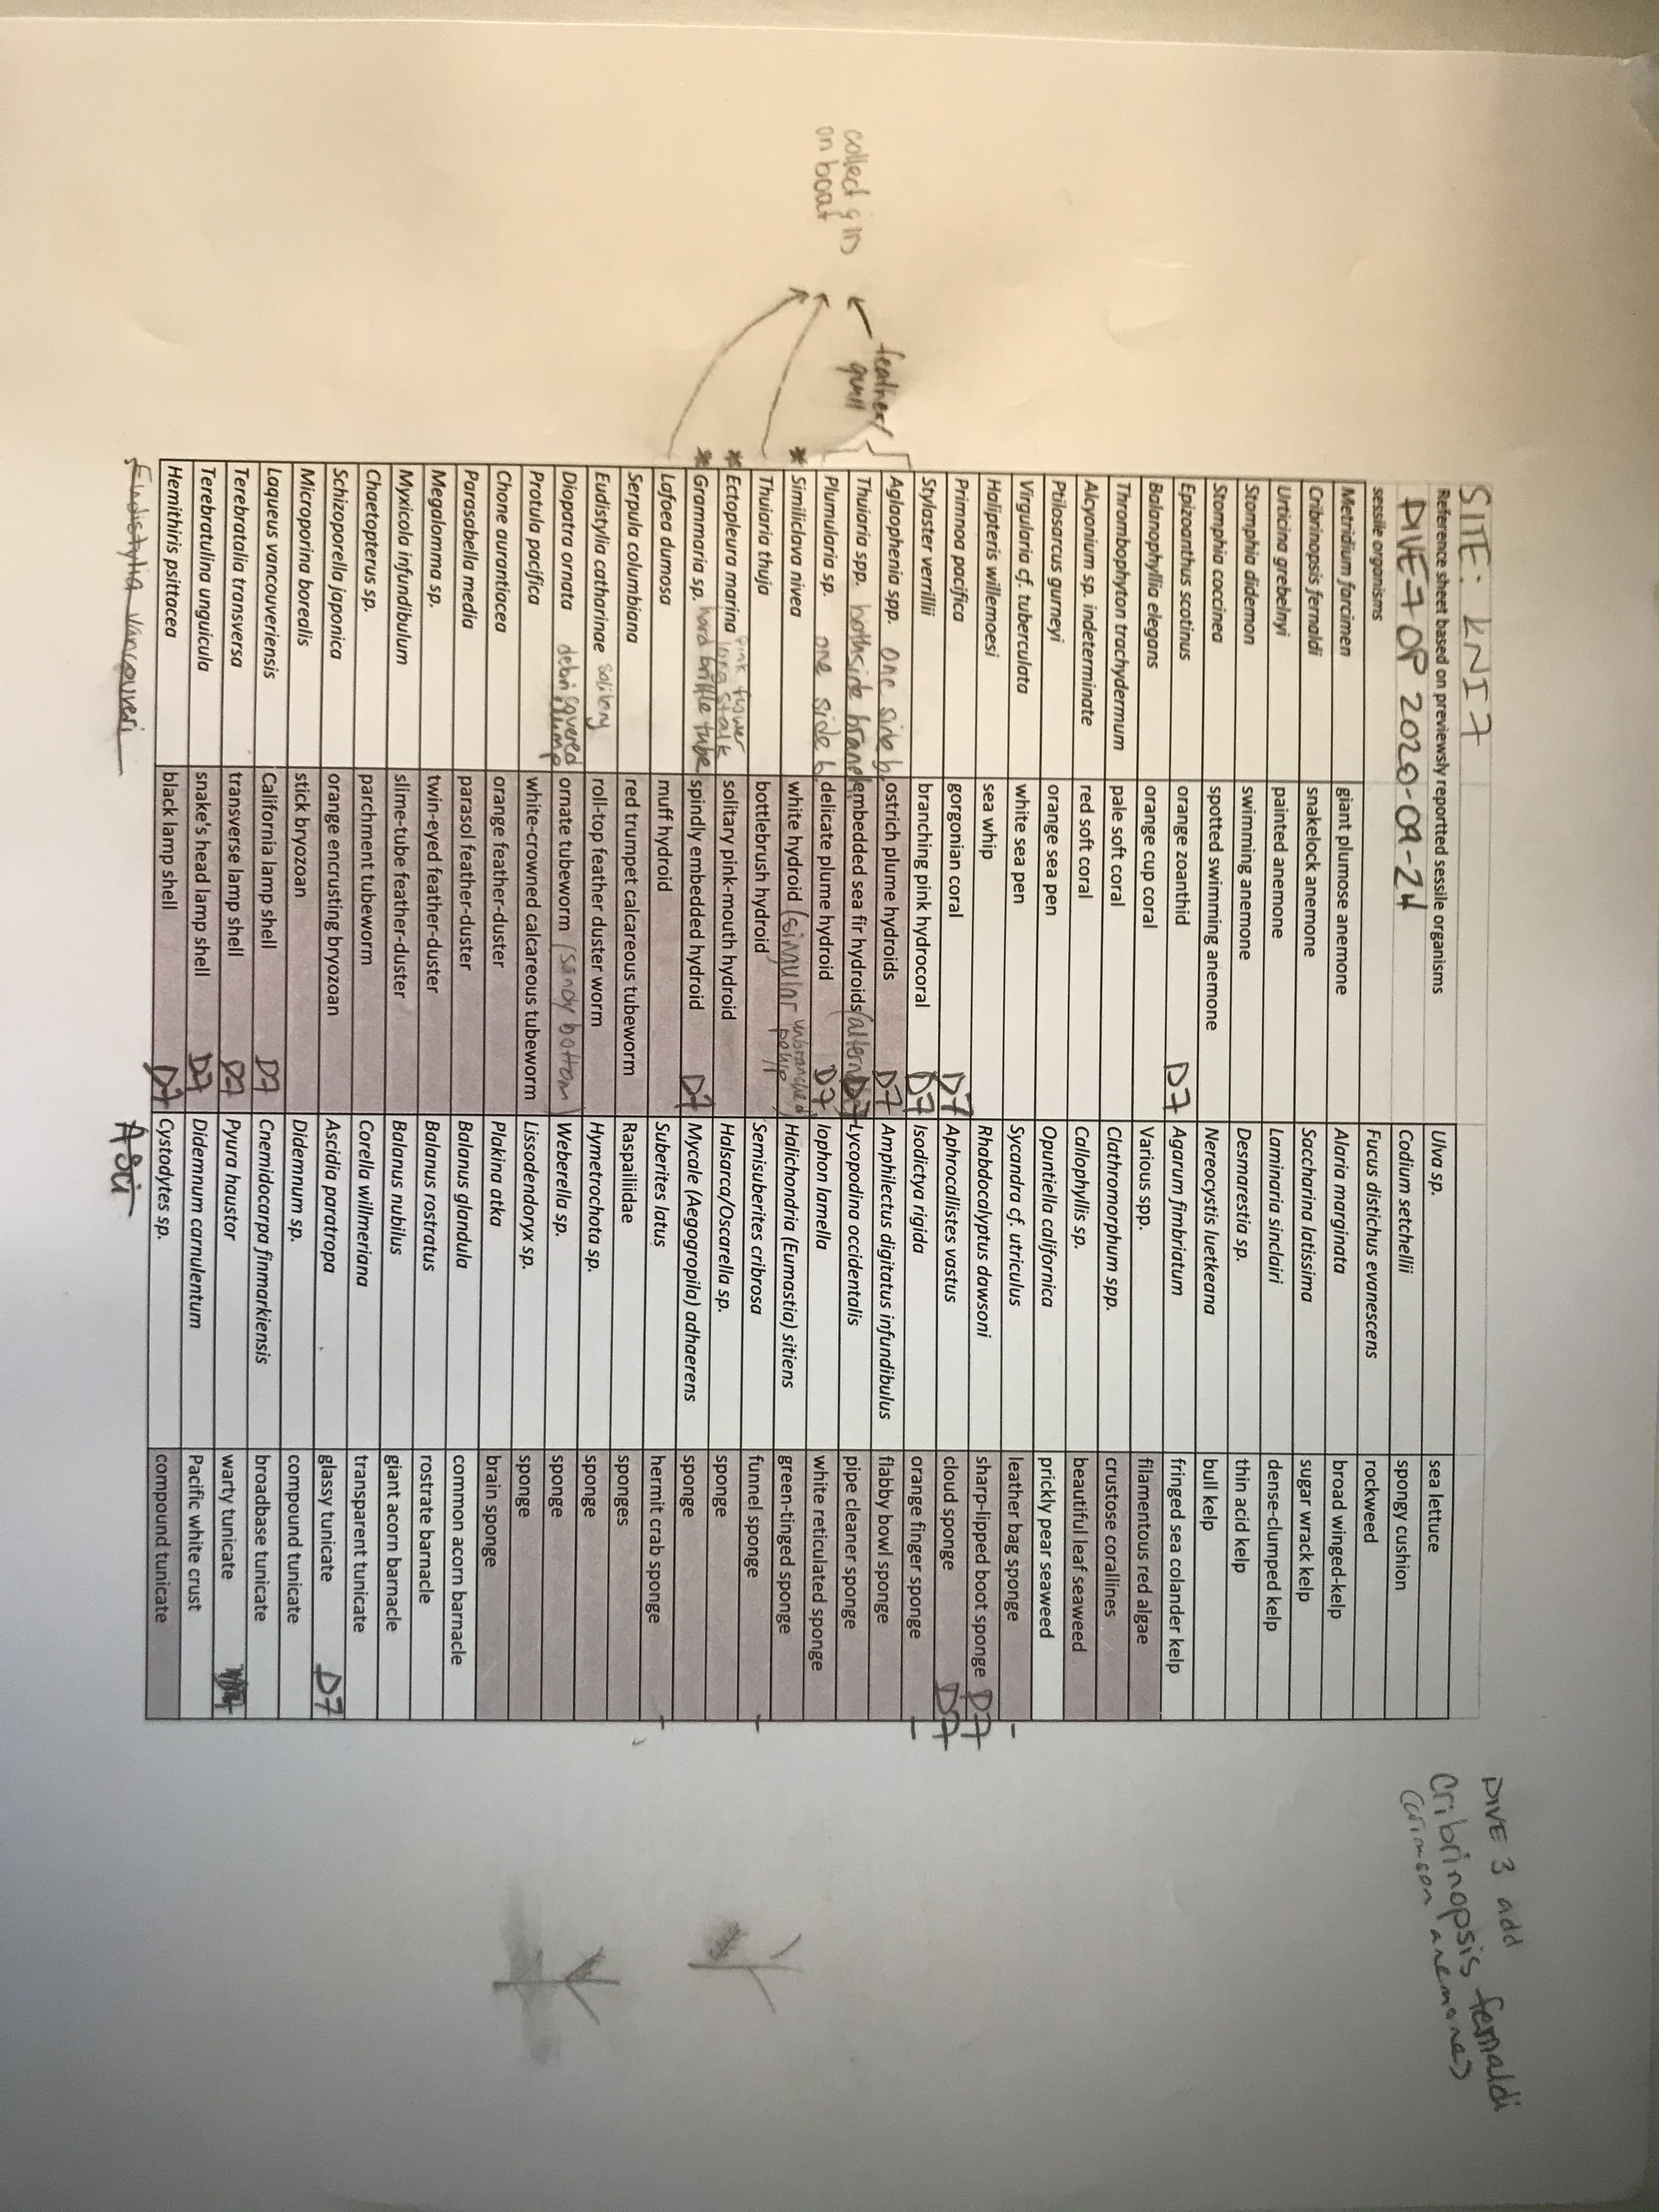 SITE: KNI 7
Reference sheet based on previewsly reportted sessile organisms
DIVE 7 OP 2020-09-24
sessile organisms
Metridium farcimen giant plumose anemone
Cribrinopsis fernaldi snakelock anemone
Urticina grebelnyi painted anemone
Stomphia didemon swimming anemone
Stomphia coccinea spotted swimming anemone
Epizoanthus scotinus orange zoanthid D7
Balanophyllia elegans orange cup coral
Thrombophyton trachydermum pale soft coral
Alcyonium sp. indeterminate red soft coral
Ptilosarcus gurneyi orange sea pen
Virgularia cf. tuberculata white sea pen
Halipteris willemoesi sea whip
Primnoa pacifica gorgonian coral D7
Stylaster verrillii branching pink hydrocoral D7
Aglaophenia spp. one side b. ostrich plume hydroids D7
Thuiaria spp. bothside branch embedded sea fir hydroids (altern D7
Plumularia sp. one side b. delicate plume hydroid D7
* Similiclava nivea white hydroid (singular unbranched polyp)
Thuiaria thuja bottlebrush hydroid
* Ectopleura marina pink flower long stalk solitary pink-mouth hydroid
* Grammaria sp. hard brittle tube spindly embedded hydroid D7
Lafoea dumosa muff hydroid
Serpula columbiana red trumpet calcareous tubeworm
Eudistylia catharinae solitary roll-top feather duster worm
Diopatra ornata debri covered clump ornate tubeworm (sandy bottom)
Protula pacifica white-crowned calcareous tubeworm
Chone aurantiacea orange feather-duster
Parasabella media parasol feather-duster
Megalomma sp. twin-eyed feather-duster
Myxicola infundibulum slime-tube feather-duster
Chaetopterus sp. parchment tubeworm
Schizoporella japonica orange encrusting bryozoan
Microporina borealis stick bryozoan
Laqueus vancouveriensis California lamp shell D7
Terebratalia transversa transverse lamp shell D7
Terebratulina unguicula snake's head lamp shell D7
Hemithiris psittacea black lamp shell D7
Eudistylia vancouveri
feather/
quill
collect g in
on boat
Ulva sp. sea lettuce
Codium setchellii spongy cushion
Fucus distichus evanescens rockweed
Alaria marginata broad winged-kelp
Saccharina latissima sugar wrack kelp
Laminaria sinclairi dense-clumped kelp
Desmarestia sp. thin acid kelp
Nereocystis luetkeana bull kelp
Agarum fimbriatum fringed sea colander kelp
Various spp. filamentous red algae
Clathromorphum spp. crustose corallines
Callophyllis sp. beautiful leaf seaweed
Opuntiella californica prickly pear seaweed
Sycandra cf. utriculus leather bag sponge
Rhabdocalyptus dawsoni sharp-lipped boot sponge D7
Aphrocallistes vastus cloud sponge D7
Isodictya rigida orange finger sponge
Amphilectus digitatus infundibulus flabby bowl sponge
Lycopodina occidentalis pipe cleaner sponge
Iophon lamella white reticulated sponge
Halichondria (Eumastia) sitiens green-tinged sponge
Semisuberites cribrosa funnel sponge
Halsarca/Oscarella sp. sponge
Mycale (Aegogropila) adhaerens sponge
Suberites latus hermit crab sponge
Raspailiidae sponges
Hymetrochota sp. sponge
Weberella sp. sponge
Lissodendoryx sp. sponge
Plakina atka brain sponge
Balanus glandula common acorn barnacle
Balanus rostratus rostrate barnacle
Balanus nubilus giant acorn barnacle
Corella willmeriana transparent tunicate
Ascidia paratropa glassy tunicate D7
Didemnum sp. compound tunicate
Cnemidocarpa finmarkiensis broadbase tunicate
Pyura haustor warty tunicate
Didemnum carnulentum Pacific white crust
Cystodytes sp. compound tunicate
Asci
DIVE 3 add
Cribrinopsis fernaldi
(crimson anemone)